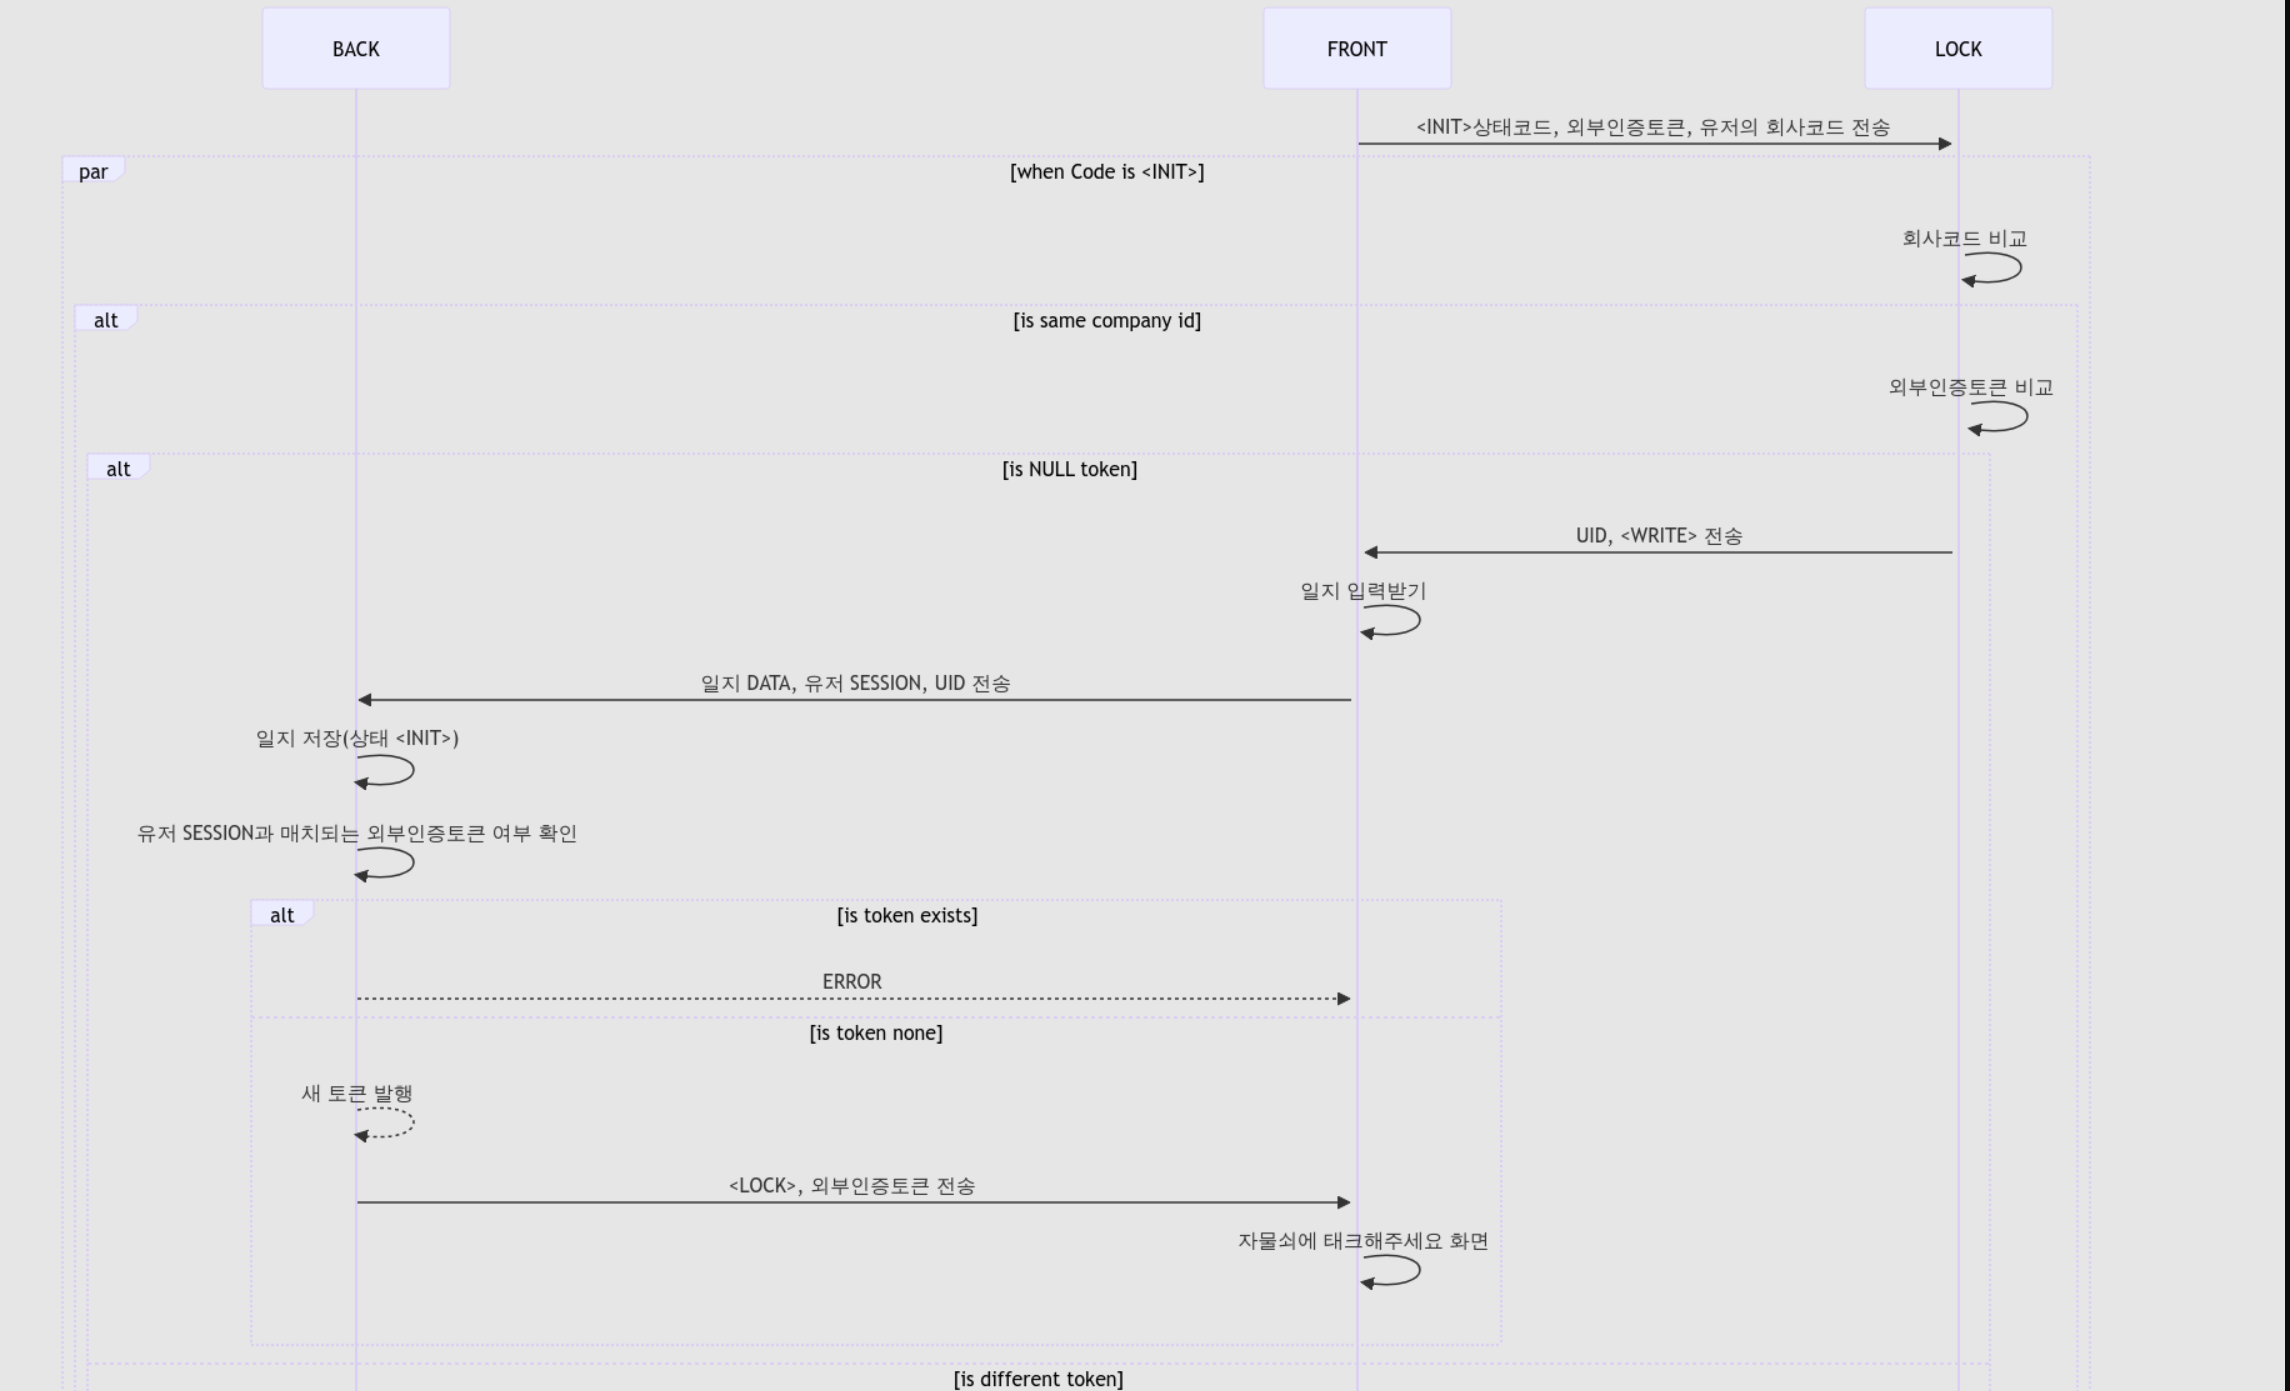 BACK
FRONT
LOCK
<INIT>상태코드, 외부인증토큰, 유저의 회사코드 전송
par
[when Code is <INIT>]
회사코드 비교
alt
[is same company id]
외부인증토큰 비교
alt
[is NULL token]
UID, <WRITE> 전송
일지 입력받기
일지 DATA, 유저 SESSION, UID 전송
일지 저장(상태 <INIT>)
유저 SESSION과 매치되는 외부인증토큰 여부 확인
alt
[is token exists]
ERROR
[is token none]
새 토큰 발행
<LOCK>, 외부인증토큰 전송
자물쇠에 태크해주세요 화면
[is different token]